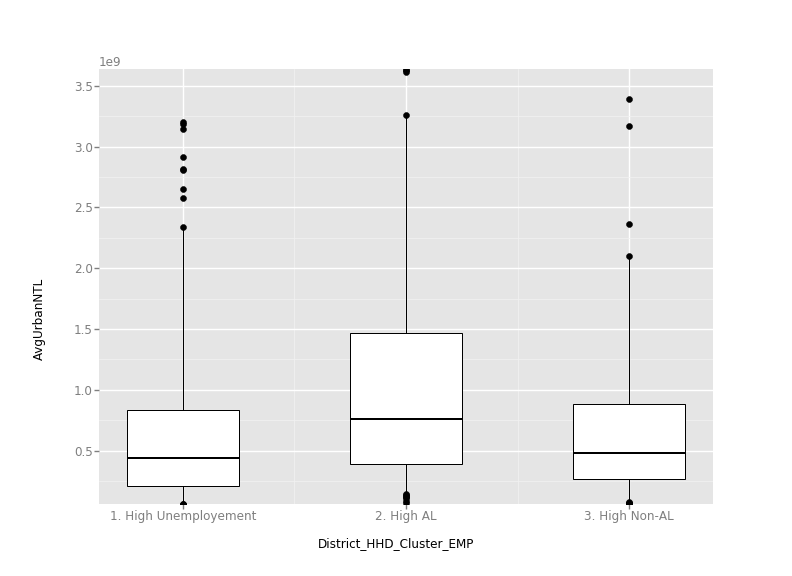 1e9
3.5
3.0
2.5
2.0
1.5
1.0
0.5
AvgUrbanNTL
1. High Unemployement
2. High AL
3. High Non-AL
District_HHD_Cluster_EMP